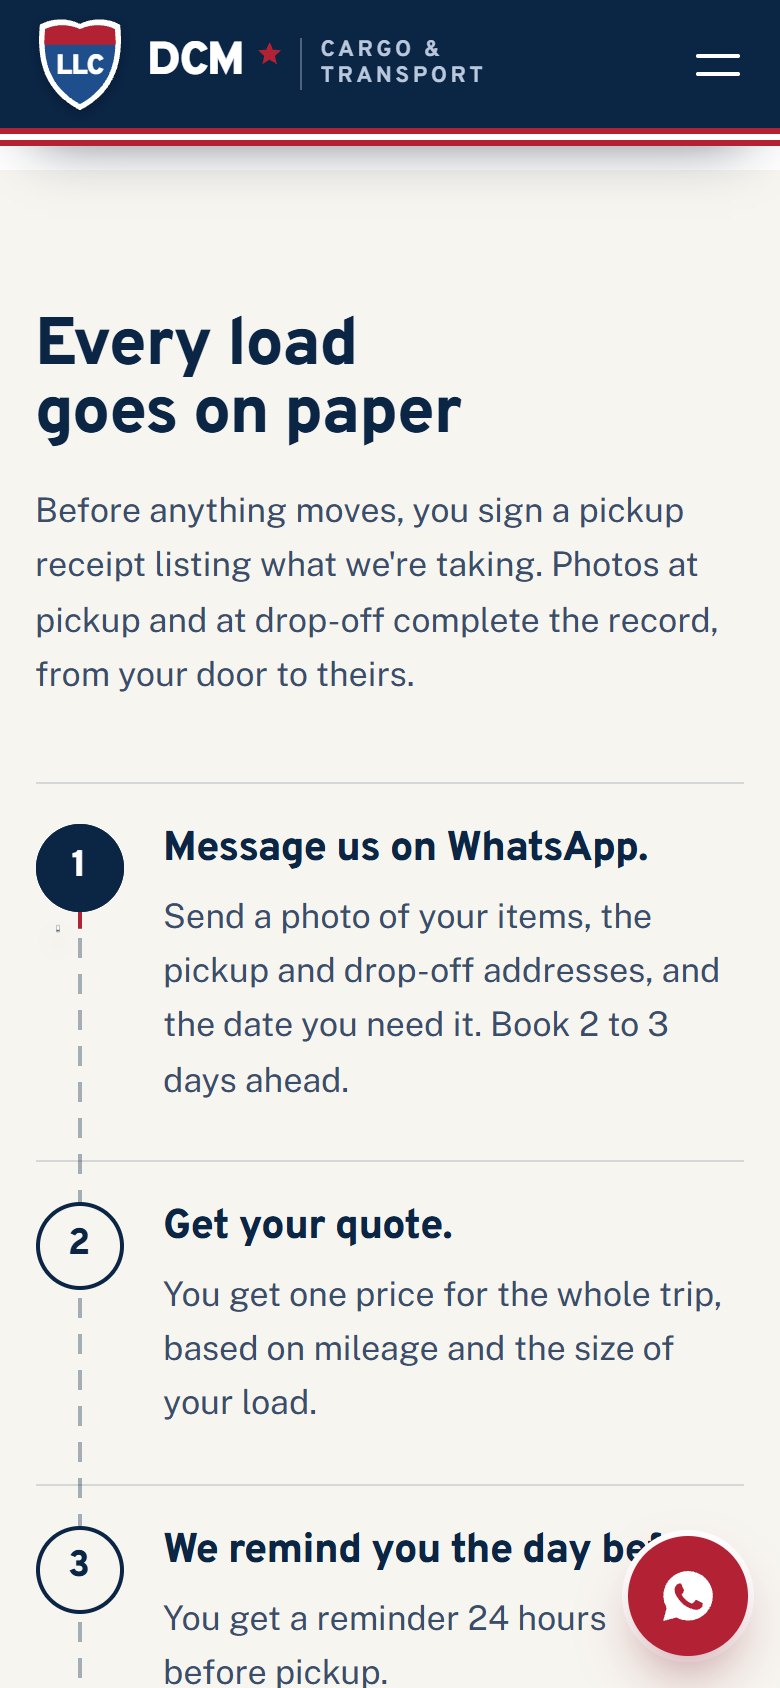 LLC
DCM
CARGO &
TRANSPORT
Every load
goes on paper
Before anything moves, you sign a pickup
receipt listing what we're taking. Photos at
pickup and at drop-off complete the record,
from your door to theirs.
1
Message us on WhatsApp.
Send a photo of your items, the
pickup and drop-off addresses, and
the date you need it. Book 2 to 3
days ahead.
2
Get your quote.
You get one price for the whole trip,
based on mileage and the size of
your load.
3
We remind you the day
You get a reminder 24 hours
before pickup.